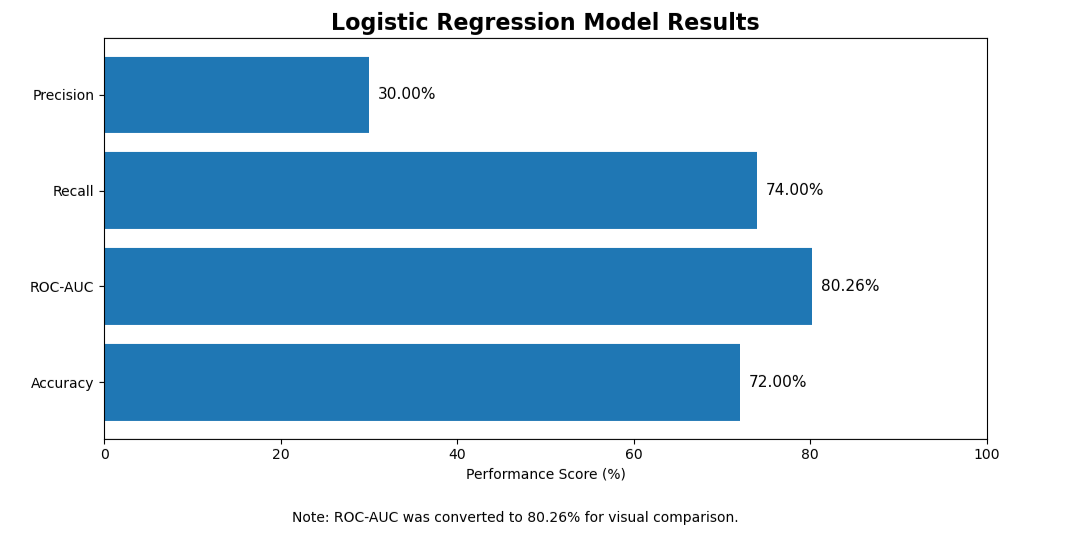 Logistic Regression Model Results
Precision
30.00%
Recall
74.00%
ROC-AUC
80.26%
Accuracy
72.00%
0 20 40 60 80 100
Performance Score (%)
Note: ROC-AUC was converted to 80.26% for visual comparison.